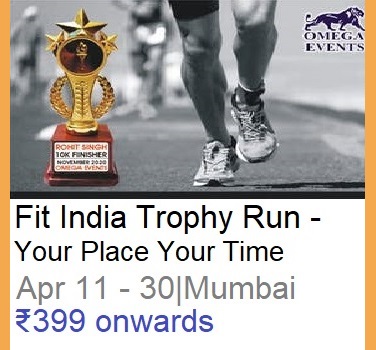 OMEGA
EVENTS
ROHIT SINGH
10K FINISHER
NOVEMBER 2020
OMEGA EVENTS
Fit India Trophy Run -
Your Place Your Time
Apr 11 - 30|Mumbai
₹399 onwards